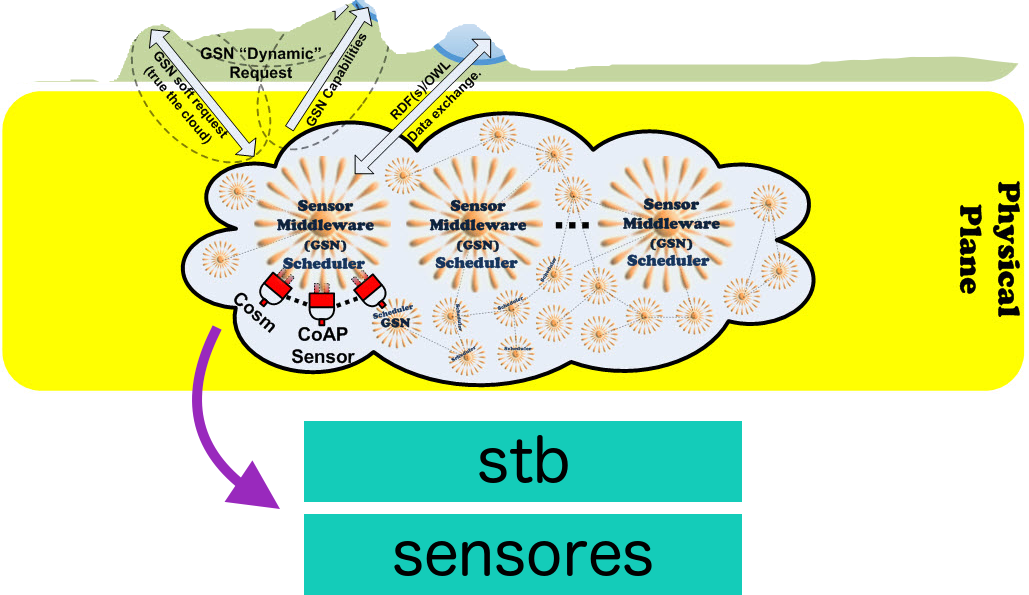 GSN “Dynamic”
Request
GSN soft request
(true the cloud)
GSN Capabilities
RDF(s)/OWL
Data exchange.
Sensor
Middleware
(GSN)
Scheduler
Sensor
Middleware
(GSN)
Scheduler
...
Sensor
Middleware
(GSN)
Scheduler
Physical
Plane
Cosm
CoAP
Sensor
Scheduler
GSN
Scheduler
Scheduler
Scheduler
Scheduler
Scheduler
stb
sensores